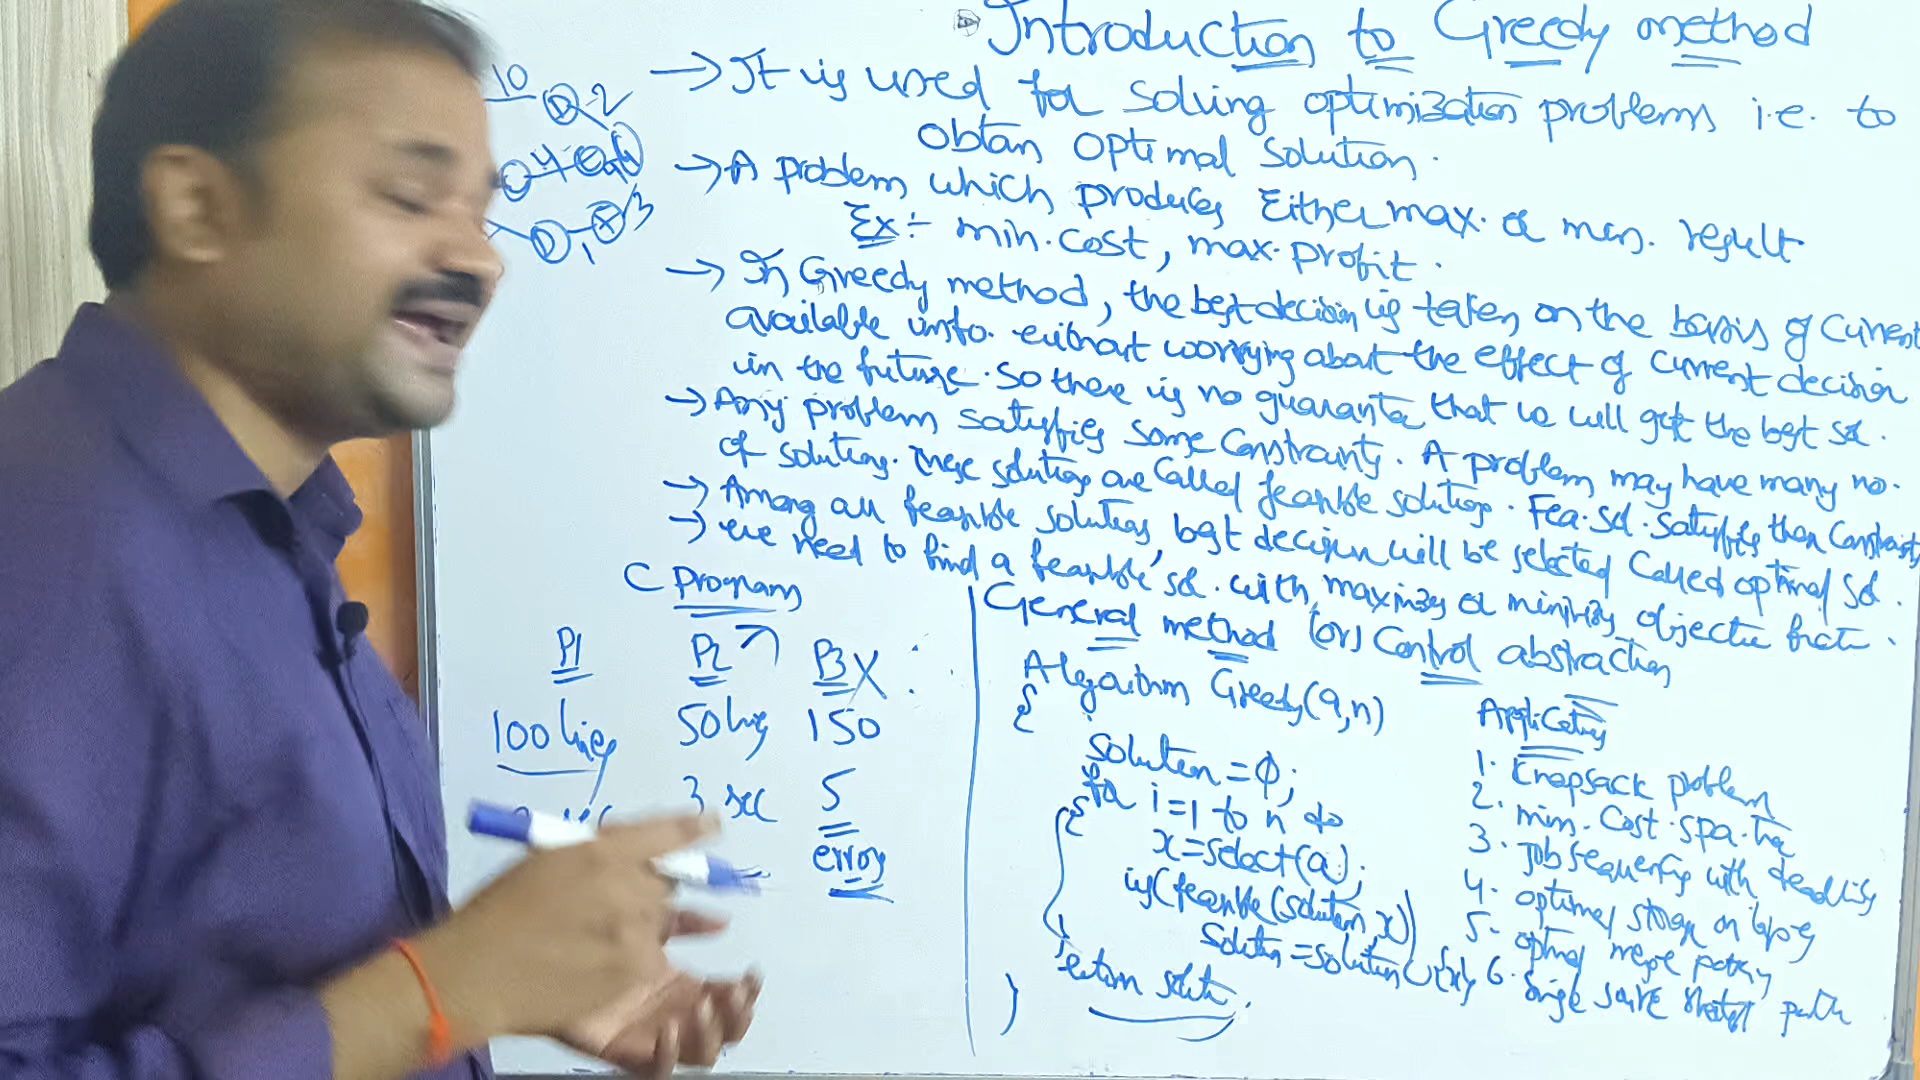 Introduction to Greedy method
→ It is used for solving optimization problems i.e. to
obtain optimal solution.
→ A problem which produces Either max. or min. result
Ex:- min. cost, max. profit.
→ In Greedy method, the best decision is taken on the basis of current
available info. without worrying about the effect of current decision
in the future. So there is no guarantee that we will get the best sol.
→ Any problem satisfies some constraints. A problem may have many no.
of solutions. These solutions are called feasible solutions. Fea. sol. satisfies the constraints
→ Among all feasible solutions, best decision will be selected called optimal sol.
→ we need to find a feasible sol. with maximizes or minimizes objective
10
D 2
4
D 1 3
C program
P1 P2 P3 X
100 lines 50 lines 150
3 sec 5
error
General method (or) Control abstraction
Algorithm Greedy(a,n)
{
solution = ϕ;
for i=1 to n do
{
x=select(a);
if(feasible(solution,x))
solution = solution ∪ {x};
}
return solution.
}
Applications
1. Knapsack problem
2. min. cost. spa. tree
3. Job sequencing with deadlines
4. optimal storage on tapes
5. optimal merge pattern
6. single source shortest path